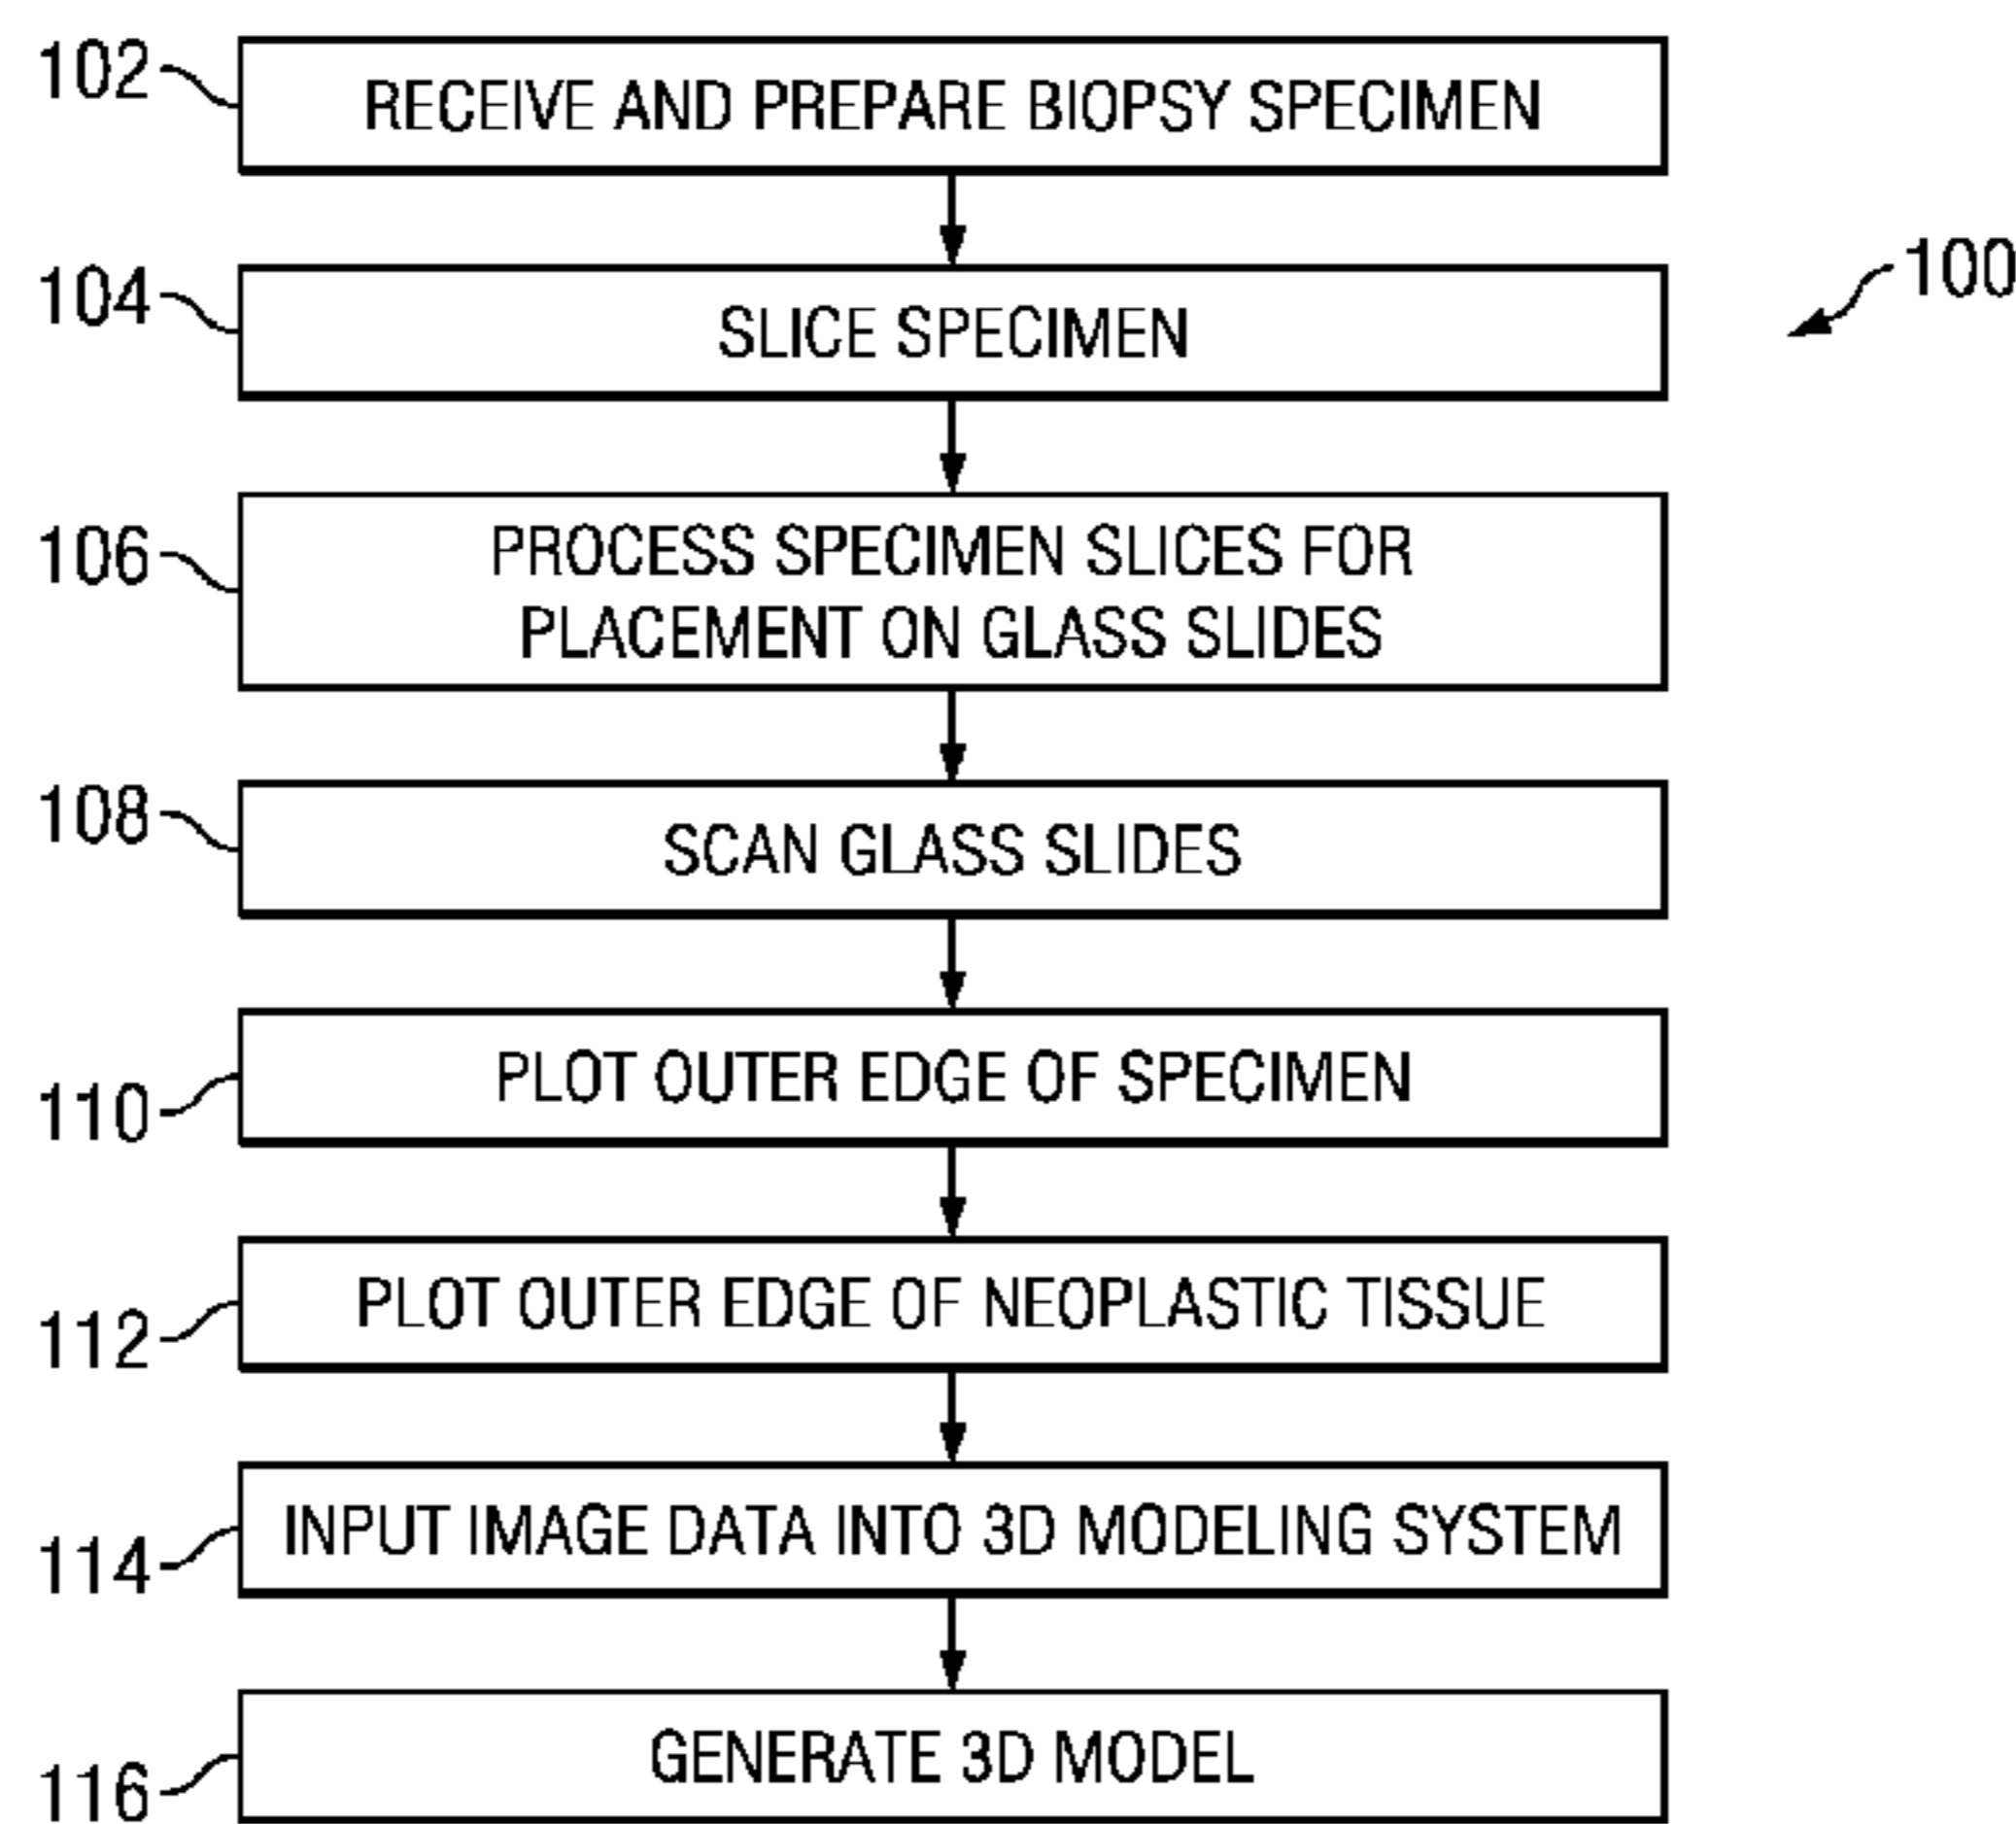 102
RECEIVE AND PREPARE BIOPSY SPECIMEN
100
104
SLICE SPECIMEN
106
PROCESS SPECIMEN SLICES FOR
PLACEMENT ON GLASS SLIDES
108
SCAN GLASS SLIDES
110
PLOT OUTER EDGE OF SPECIMEN
112
PLOT OUTER EDGE OF NEOPLASTIC TISSUE
114
INPUT IMAGE DATA INTO 3D MODELING SYSTEM
116
GENERATE 3D MODEL